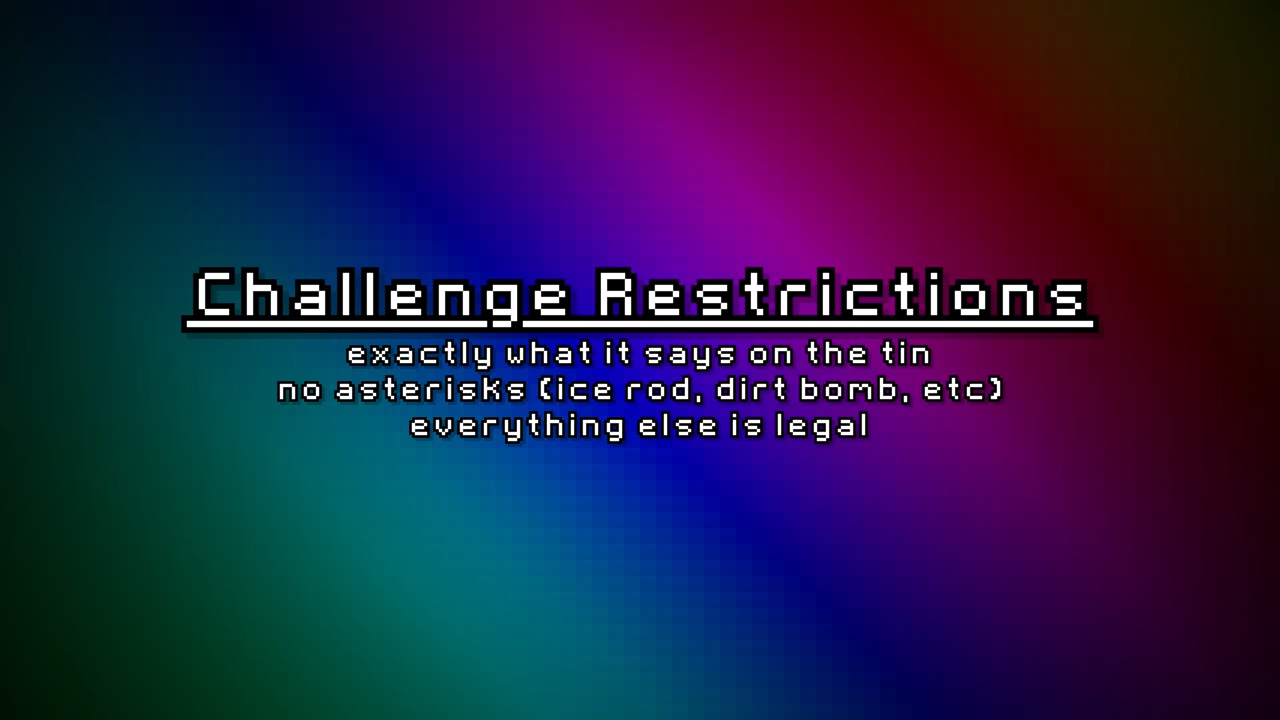 Challenge Restrictions
exactly what it says on the tin
no asterisks (ice rod, dirt bomb, etc)
everything else is legal